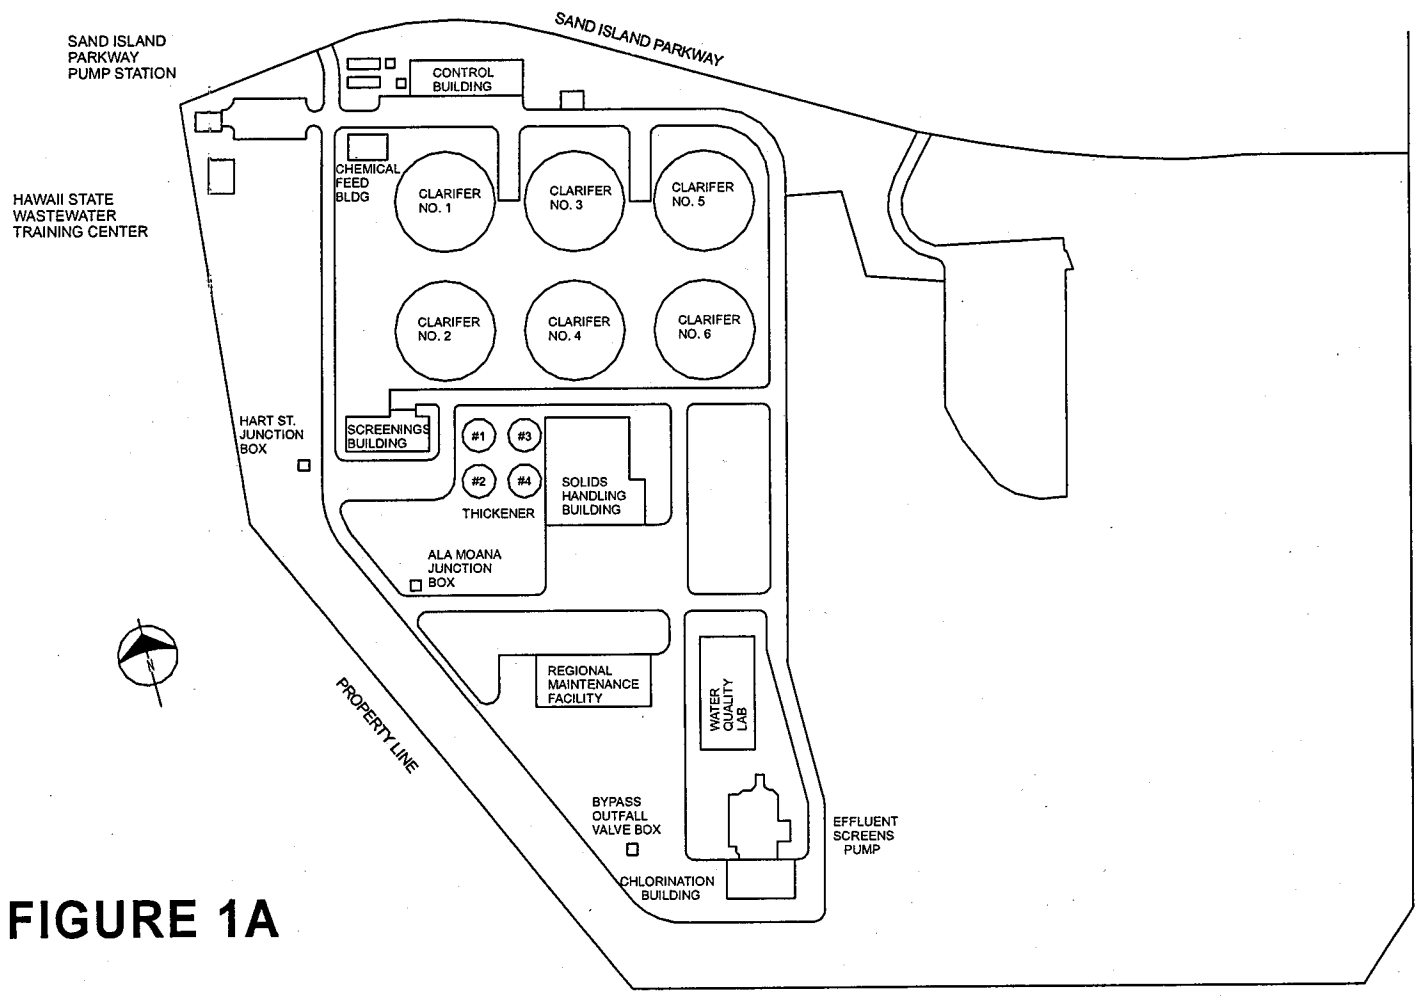 SAND ISLAND PARKWAY
SAND ISLAND
PARKWAY
PUMP STATION
CONTROL
BUILDING
CHEMICAL
FEED
BLDG
CLARIFER
NO. 1
CLARIFER
NO. 3
CLARIFER
NO. 5
HAWAII STATE
WASTEWATER
TRAINING CENTER
CLARIFER
NO. 2
CLARIFER
NO. 4
CLARIFER
NO. 6
HART ST.
JUNCTION
BOX
SCREENINGS
BUILDING
#1
#3
#2
#4
THICKENER
SOLIDS
HANDLING
BUILDING
ALA MOANA
JUNCTION
BOX
N
PROPERTY LINE
REGIONAL
MAINTENANCE
FACILITY
WATER
QUALITY
LAB
BYPASS
OUTFALL
VALVE BOX
EFFLUENT
SCREENS
PUMP
CHLORINATION
BUILDING
FIGURE 1A